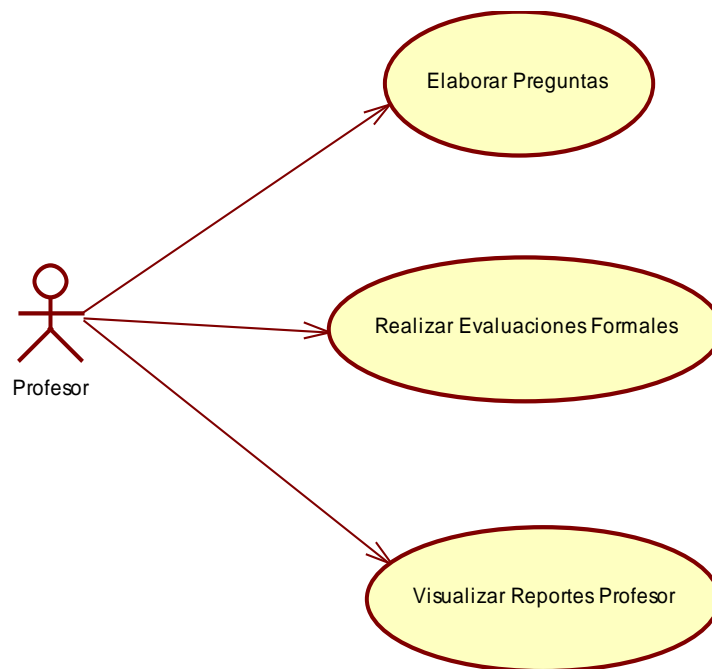 Elaborar Preguntas
Realizar Evaluaciones Formales
Profesor
Visualizar Reportes Profesor